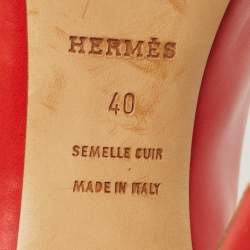 HERMÈS
40
SEMELLE CUIR
MADE IN ITALY